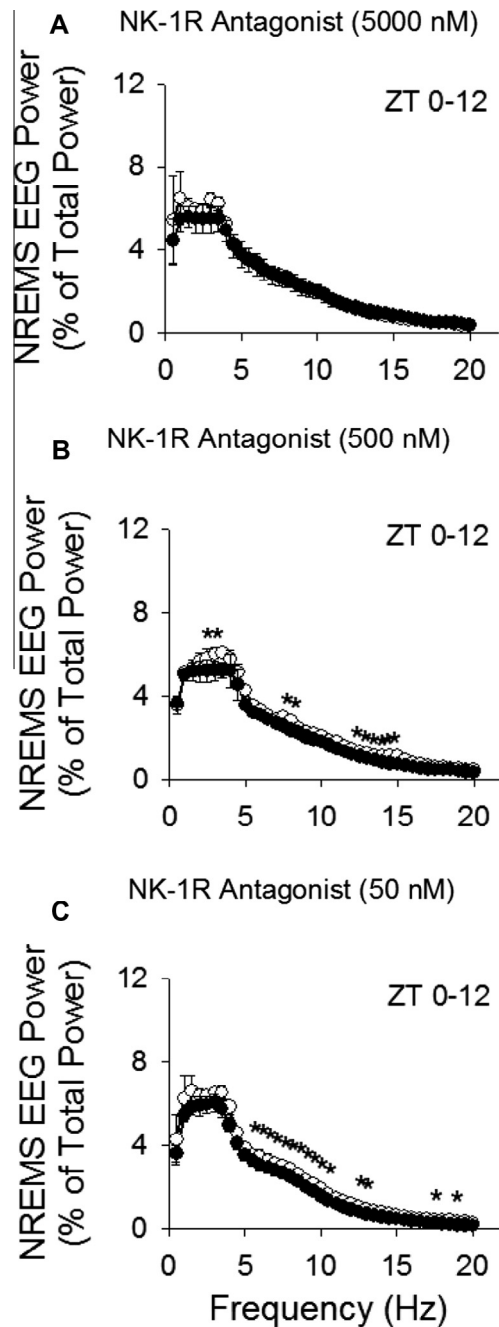 A
NK-1R Antagonist (5000 nM)
ZT 0-12
NREMS EEG Power
(% of Total Power)
12
8
4
0
0 5 10 15 20
B
NK-1R Antagonist (500 nM)
ZT 0-12
NREMS EEG Power
(% of Total Power)
12
8
4
0
**
**
******
0 5 10 15 20
C
NK-1R Antagonist (50 nM)
ZT 0-12
NREMS EEG Power
(% of Total Power)
12
8
4
0
***********
**
* *
0 5 10 15 20
Frequency (Hz)